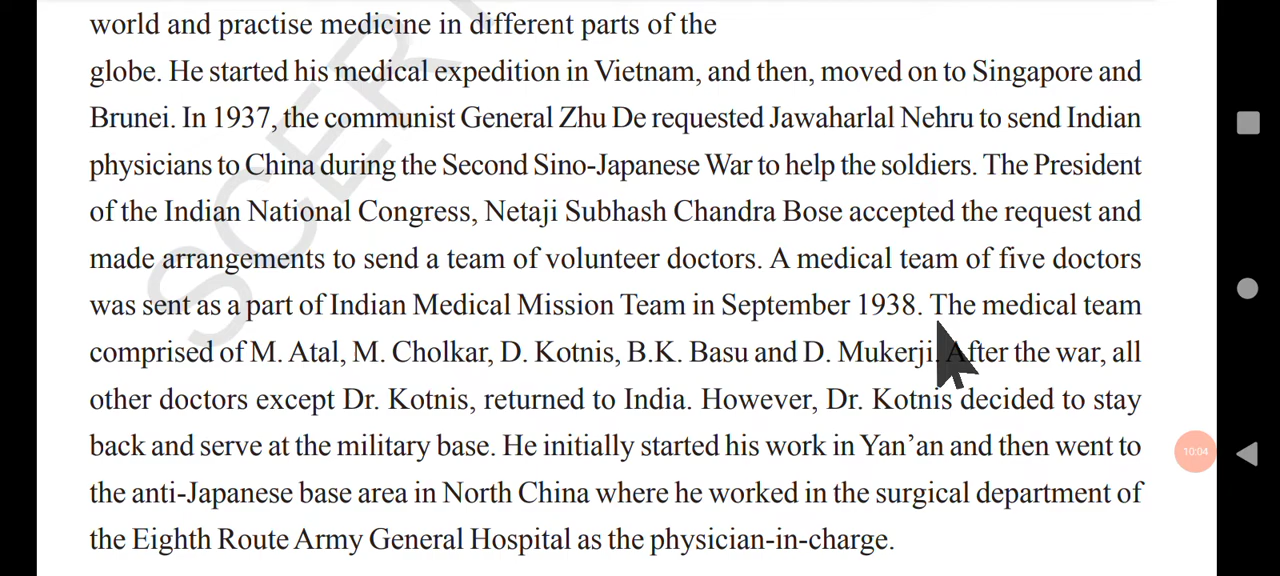 world and practise medicine in different parts of the
globe. He started his medical expedition in Vietnam, and then, moved on to Singapore and
Brunei. In 1937, the communist General Zhu De requested Jawaharlal Nehru to send Indian
physicians to China during the Second Sino-Japanese War to help the soldiers. The President
of the Indian National Congress, Netaji Subhash Chandra Bose accepted the request and
made arrangements to send a team of volunteer doctors. A medical team of five doctors
was sent as a part of Indian Medical Mission Team in September 1938. The medical team
comprised of M. Atal, M. Cholkar, D. Kotnis, B.K. Basu and D. Mukerji. After the war, all
other doctors except Dr. Kotnis, returned to India. However, Dr. Kotnis decided to stay
back and serve at the military base. He initially started his work in Yan’an and then went to
the anti-Japanese base area in North China where he worked in the surgical department of
the Eighth Route Army General Hospital as the physician-in-charge.
SCER
10:04